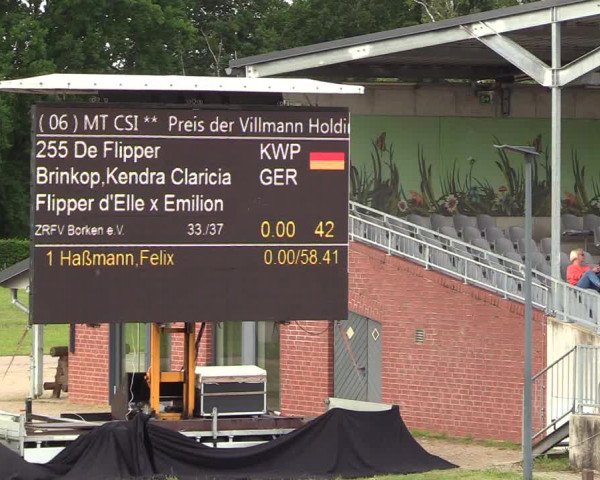 (06) MT CSI ** Preis der Villmann Holdi
255 De Flipper KWP
Brinkop,Kendra Claricia GER
Flipper d'Elle x Emilion
ZRFV Borken e.V. 33./37 0.00 42
1 Haßmann,Felix 0.00/58.41